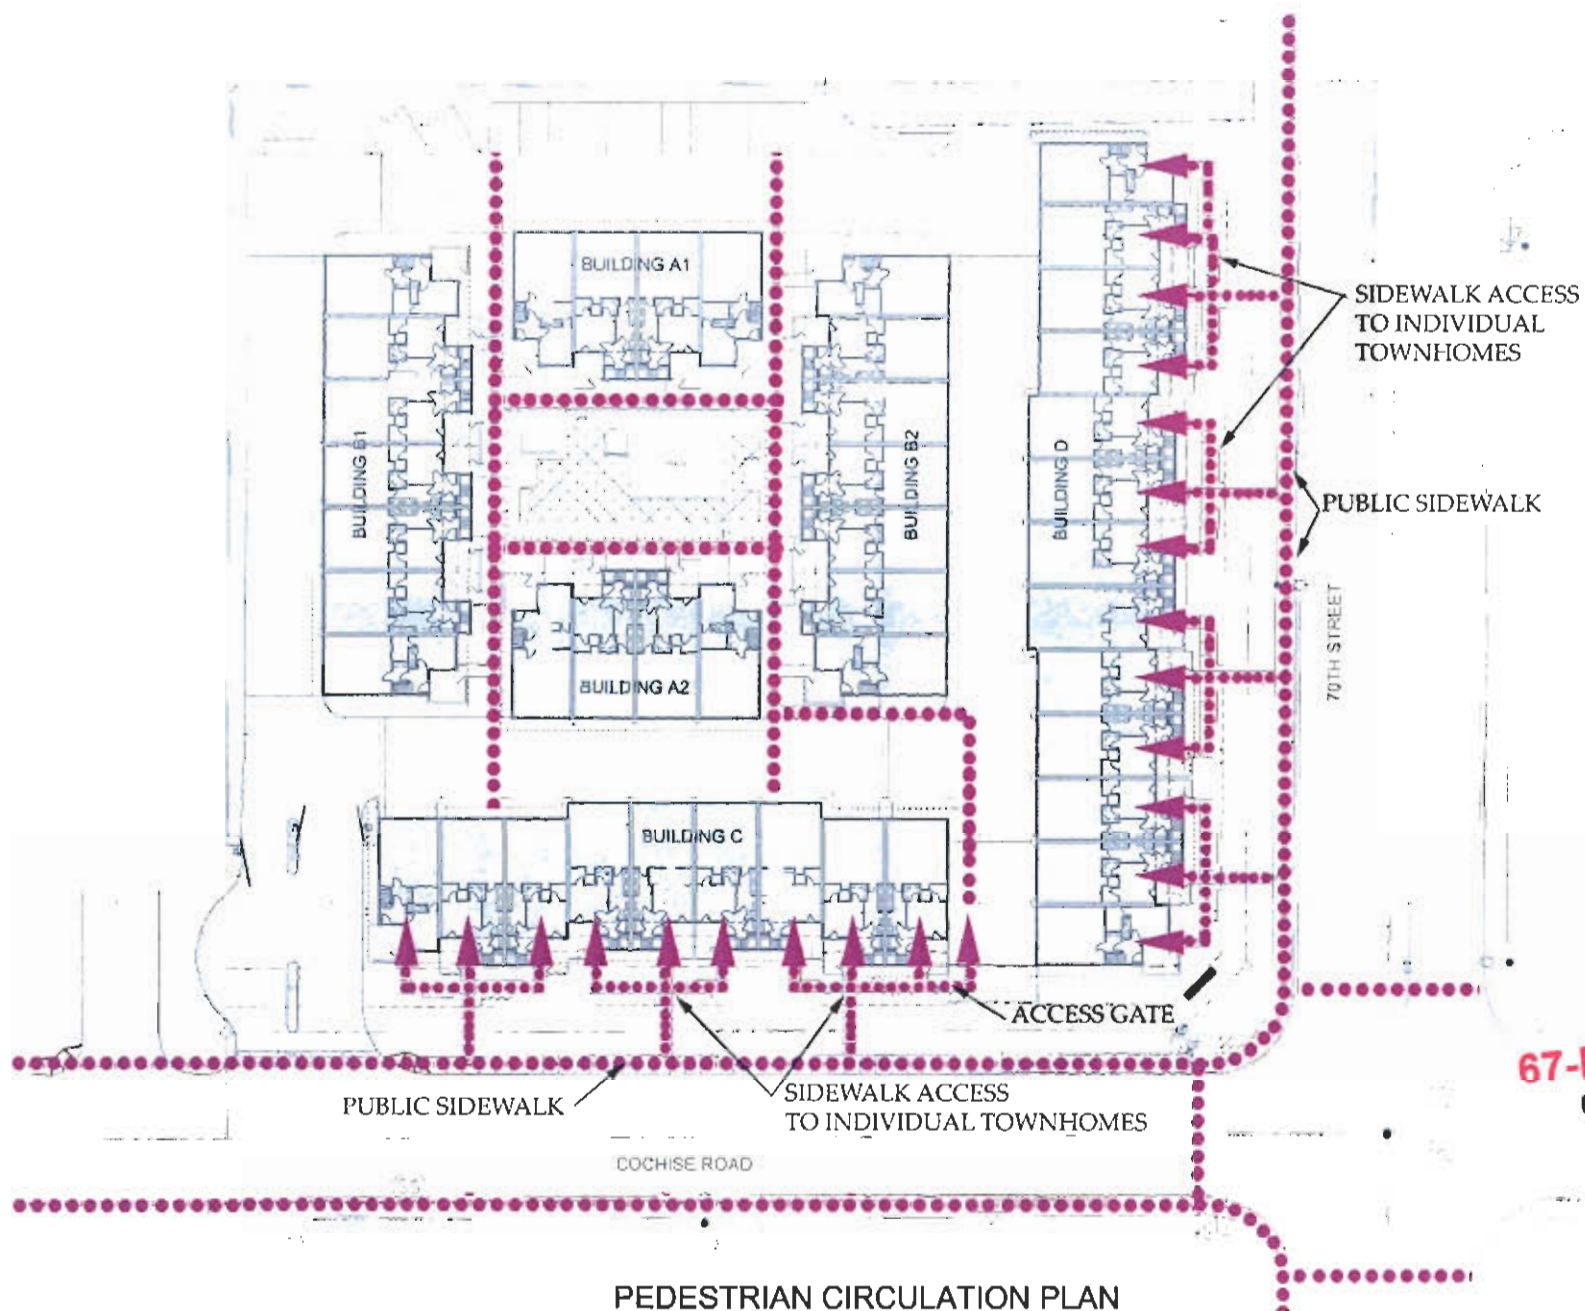 BUILDING A1
SIDEWALK ACCESS
TO INDIVIDUAL
TOWNHOMES
BUILDING B1
BUILDING B2
BUILDING D
PUBLIC SIDEWALK
70TH STREET
BUILDING A2
BUILDING C
ACCESS GATE
67-
PUBLIC SIDEWALK
SIDEWALK ACCESS
TO INDIVIDUAL TOWNHOMES
COCHISE ROAD
PEDESTRIAN CIRCULATION PLAN